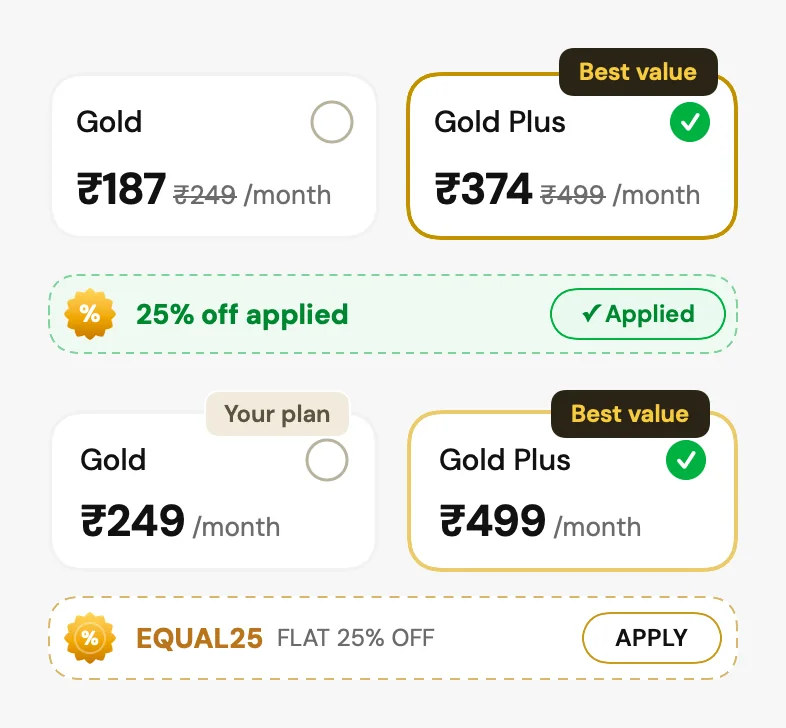 Best value
Gold
Gold Plus
₹187 ₹249 /month
₹374 ₹499 /month
% 25% off applied ✓ Applied
Your plan
Best value
Gold
Gold Plus
₹249 /month
₹499 /month
% EQUAL25 FLAT 25% OFF APPLY